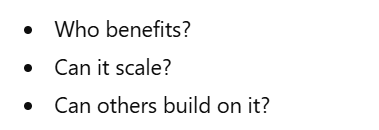 • Who benefits?
• Can it scale?
• Can others build on it?